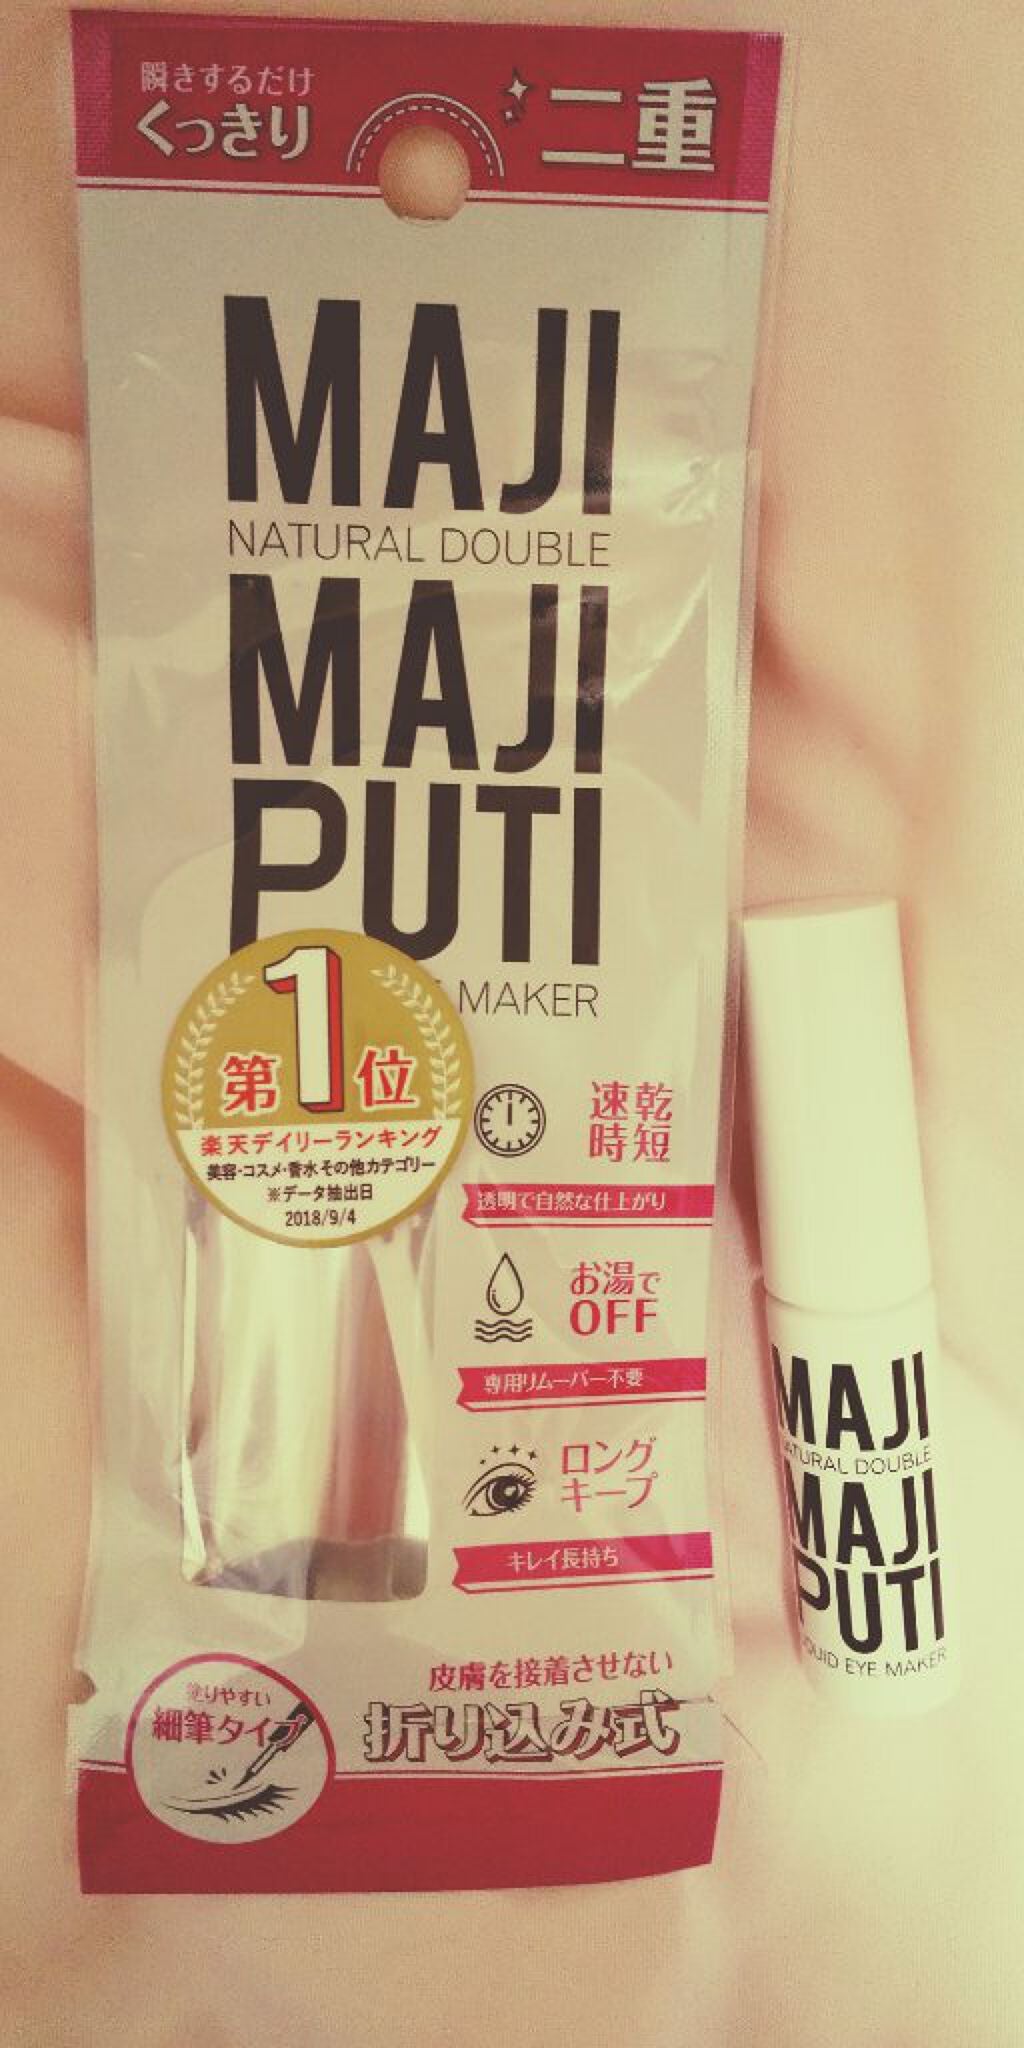 瞬きするだけ
くっきり
二重
MAJI
NATURAL DOUBLE
MAJI
PUTI
MAKER
第1位
楽天デイリーランキング
美容・コスメ・香水 その他カテゴリー
※データ抽出日
2018/9/4
速乾
時短
透明で自然な仕上がり
お湯で
OFF
専用リムーバー不要
ロング
キープ
キレイ長持ち
塗りやすい
細筆タイプ
皮膚を接着させない
折り込み式
MAJI
NATURAL DOUBLE
MAJI
PUTI
LIQUID EYE MAKER